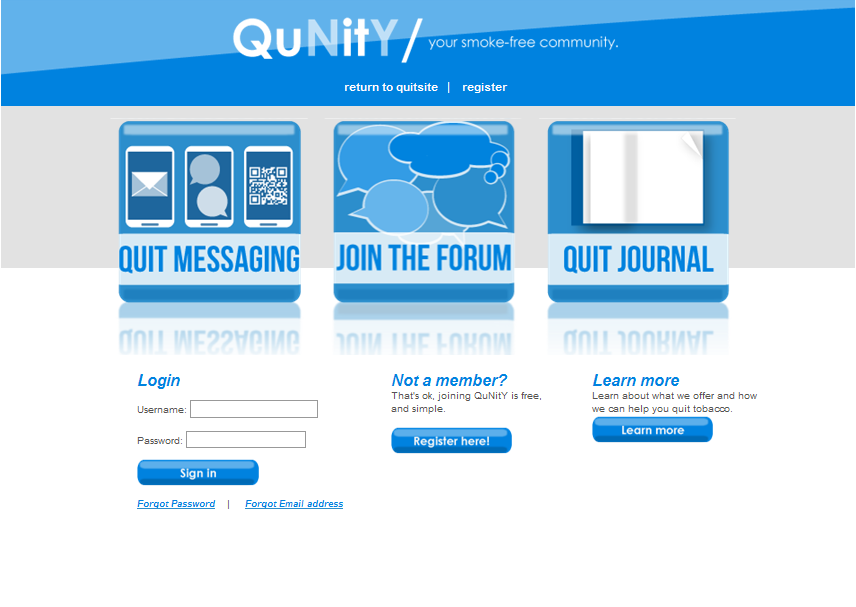 QuNitY/ your smoke-free community.
return to quitsite | register
QUIT MESSAGING
JOIN THE FORUM
QUIT JOURNAL
Login
Username:
Password:
Sign in
Forgot Password | Forgot Email address
Not a member?
That's ok, joining QuNitY is free,
and simple.
Register here!
Learn more
Learn about what we offer and how
we can help you quit tobacco.
Learn more